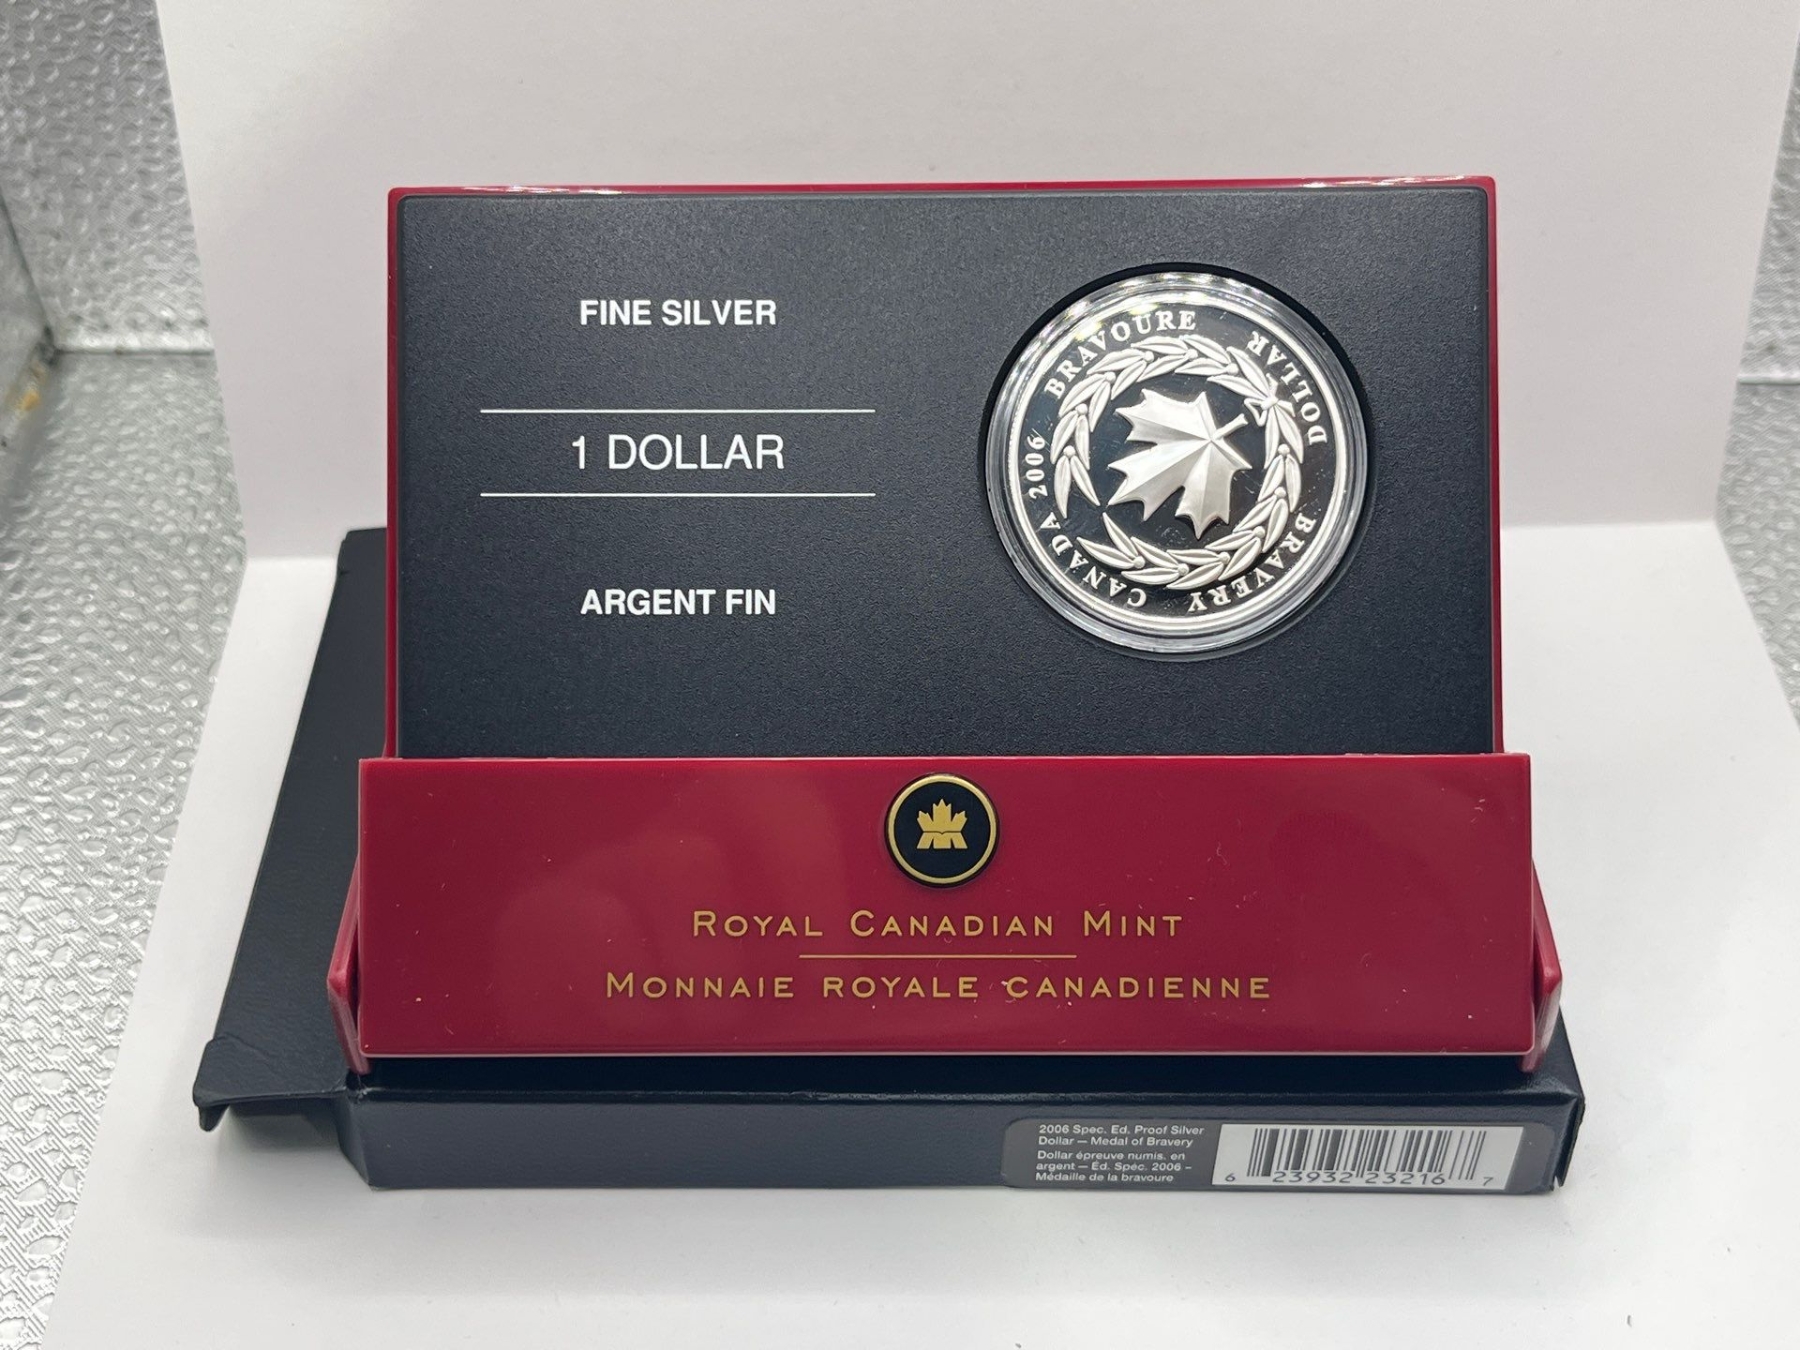 FINE SILVER
1 DOLLAR
ARGENT FIN
CANADA 2006 BRAVOURE DOLLAR BRAVERY
ROYAL CANADIAN MINT
MONNAIE ROYALE CANADIENNE
2006 Spec. Ed. Proof Silver
Dollar — Medal of Bravery
Dollar épreuve numis. en
argent — Éd. Spéc. 2006 –
Médaille de la bravoure
6 23932 23216 7